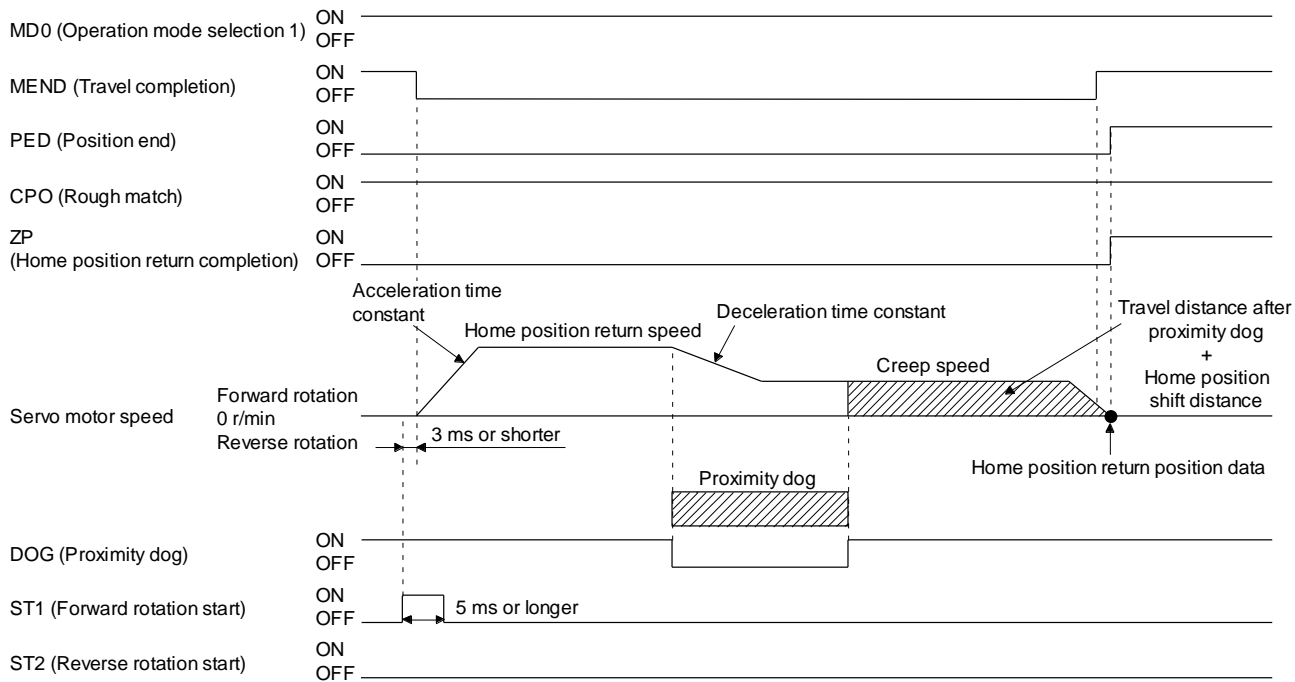 MD0 (Operation mode selection 1)
ON
OFF
MEND (Travel completion)
ON
OFF
PED (Position end)
ON
OFF
CPO (Rough match)
ON
OFF
ZP
(Home position return completion)
ON
OFF
Acceleration time
constant
Home position return speed
Deceleration time constant
Creep speed
Travel distance after
proximity dog
+
Home position
shift distance
Servo motor speed
Forward rotation
0 r/min
Reverse rotation
3 ms or shorter
Home position return position data
Proximity dog
DOG (Proximity dog)
ON
OFF
ST1 (Forward rotation start)
ON
OFF
5 ms or longer
ST2 (Reverse rotation start)
ON
OFF